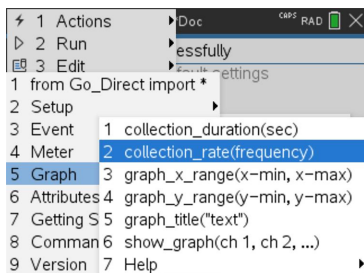 1 Actions
*Doc
CAPS RAD
2 Run
essfully
3 Edit
settings
1 from Go_Direct import *
2 Setup
3 Event
4 Meter
5 Graph
6 Attributes
7 Getting S
8 Comman
9 Version
1 collection_duration(sec)
2 collection_rate(frequency)
3 graph_x_range(x-min, x-max)
4 graph_y_range(y-min, y-max)
5 graph_title("text")
6 show_graph(ch 1, ch 2, ...)
7 Help